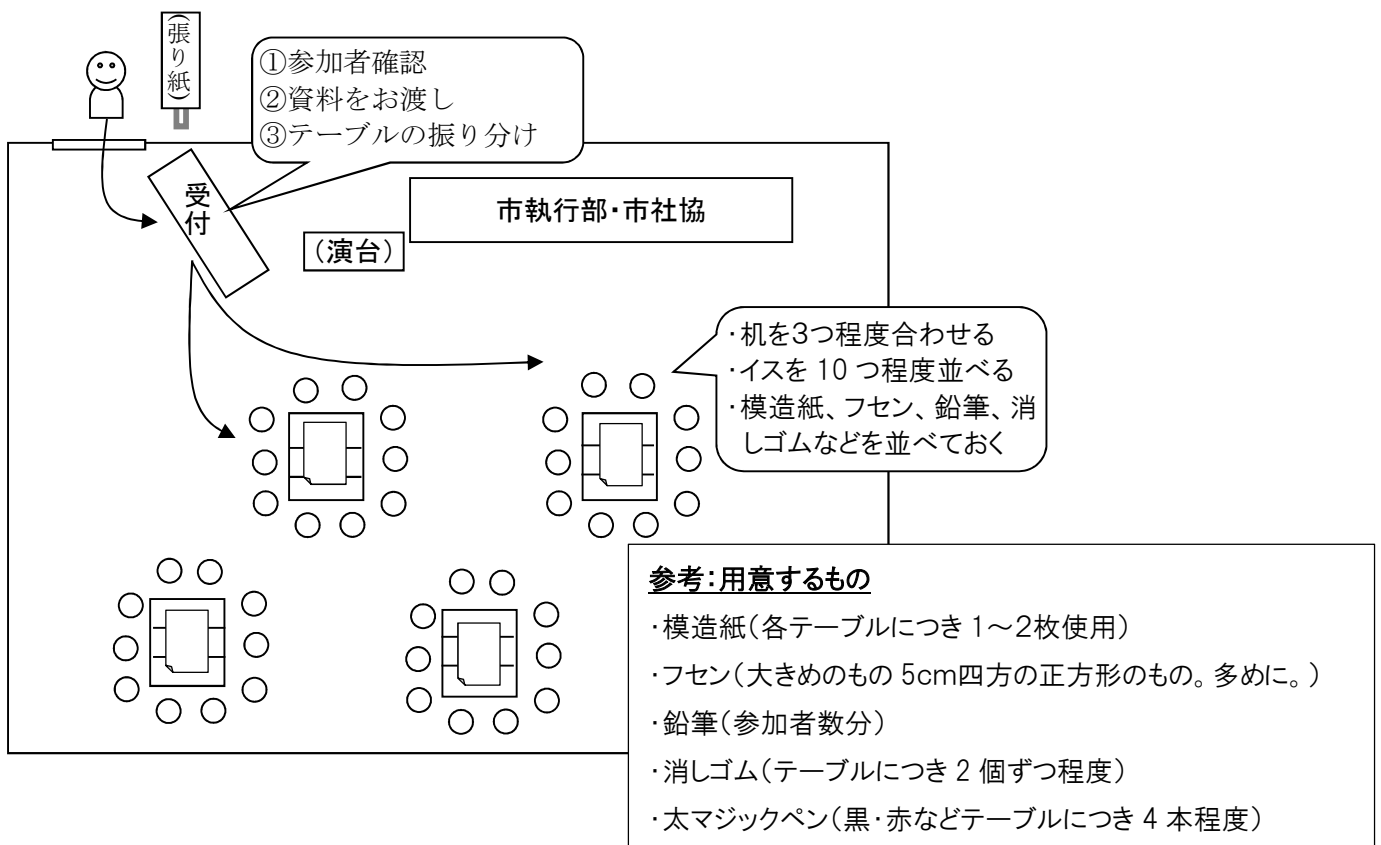 （張り紙）
①参加者確認
②資料をお渡し
③テーブルの振り分け
受付
市執行部・市社協
（演台）
・机を３つ程度合わせる
・イスを 10 つ程度並べる
・模造紙、フセン、鉛筆、消
しゴムなどを並べておく
参考：用意するもの
・模造紙（各テーブルにつき 1～2枚使用）
・フセン（大きめのもの 5cm四方の正方形のもの。多めに。）
・鉛筆（参加者数分）
・消しゴム（テーブルにつき 2 個ずつ程度）
・太マジックペン（黒・赤などテーブルにつき 4 本程度）